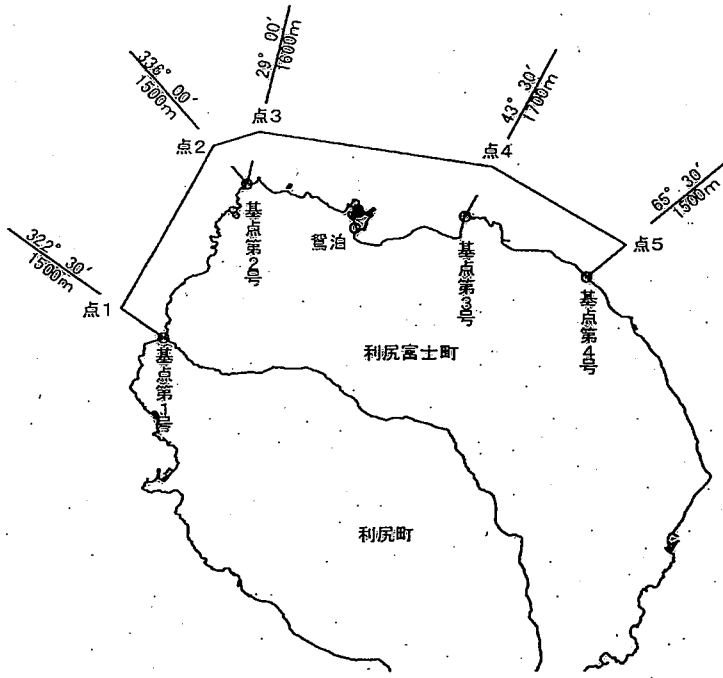 29° 00′
1600m
336° 00′
1500m
43° 30′
1700m
点3
点2
点4
65° 30′
1500m
基点第2号
鴛泊
基点第3号
点5
322° 30′
1500m
基点第4号
点1
基点第1号
利尻富士町
利尻町